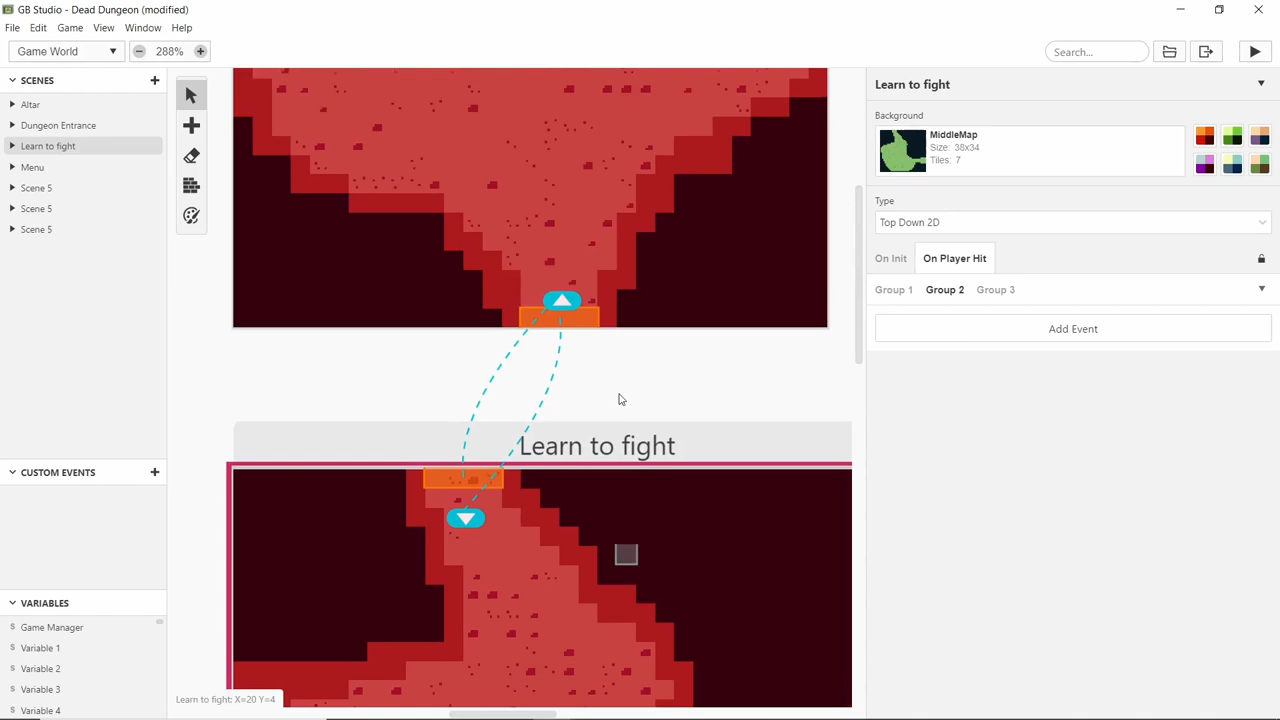 GB Studio - Dead Dungeon (modified)
File Edit Game View Window Help
Game World 288% Search...
SCENES
Altar
Dungeon Entrance
Learn to fight
Menu
Scene 5
Scene 5
Scene 5
CUSTOM EVENTS
VARIABLES
S Game Manager
S Variable 1
S Variable 2
S Variable 3
S Variable 4
Learn to fight
Learn to fight: X=20 Y=4
Learn to fight
Background
MiddleMap
Size: 38x34
Tiles: 7
Type
Top Down 2D
On Init On Player Hit
Group 1 Group 2 Group 3
Add Event